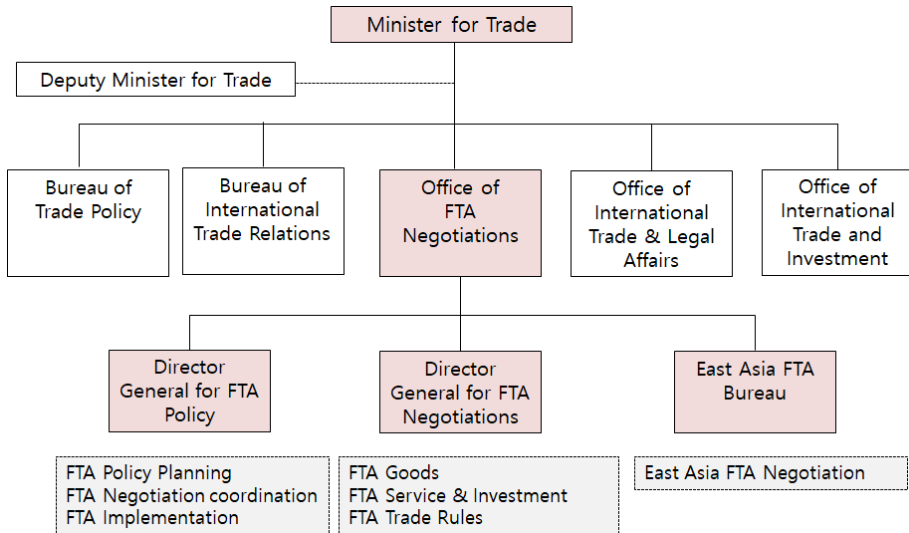 Minister for Trade
Deputy Minister for Trade
Bureau of
Trade Policy
Bureau of
International
Trade Relations
Office of
FTA
Negotiations
Office of
International
Trade & Legal
Affairs
Office of
International
Trade and
Investment
Director
General for FTA
Policy
Director
General for FTA
Negotiations
East Asia FTA
Bureau
FTA Policy Planning
FTA Negotiation coordination
FTA Implementation
FTA Goods
FTA Service & Investment
FTA Trade Rules
East Asia FTA Negotiation